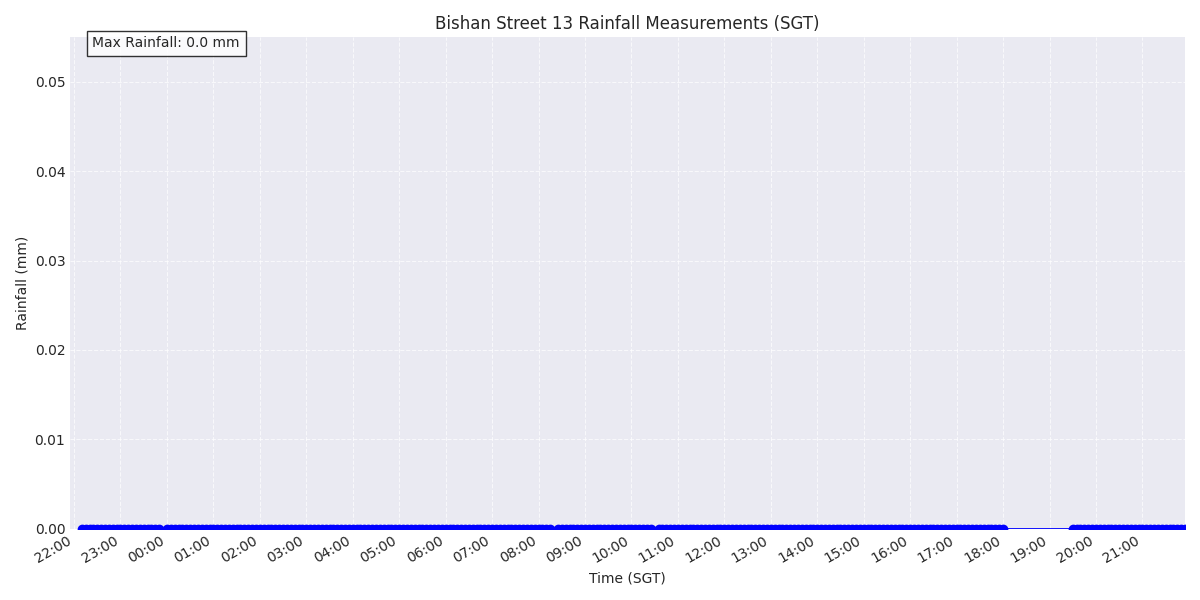 Bishan Street 13 Rainfall Measurements (SGT)
Max Rainfall: 0.0 mm
0.05
0.04
0.03
0.02
0.01
0.00
Rainfall (mm)
22:00 23:00 00:00 01:00 02:00 03:00 04:00 05:00 06:00 07:00 08:00 09:00 10:00 11:00 12:00 13:00 14:00 15:00 16:00 17:00 18:00 19:00 20:00 21:00
Time (SGT)